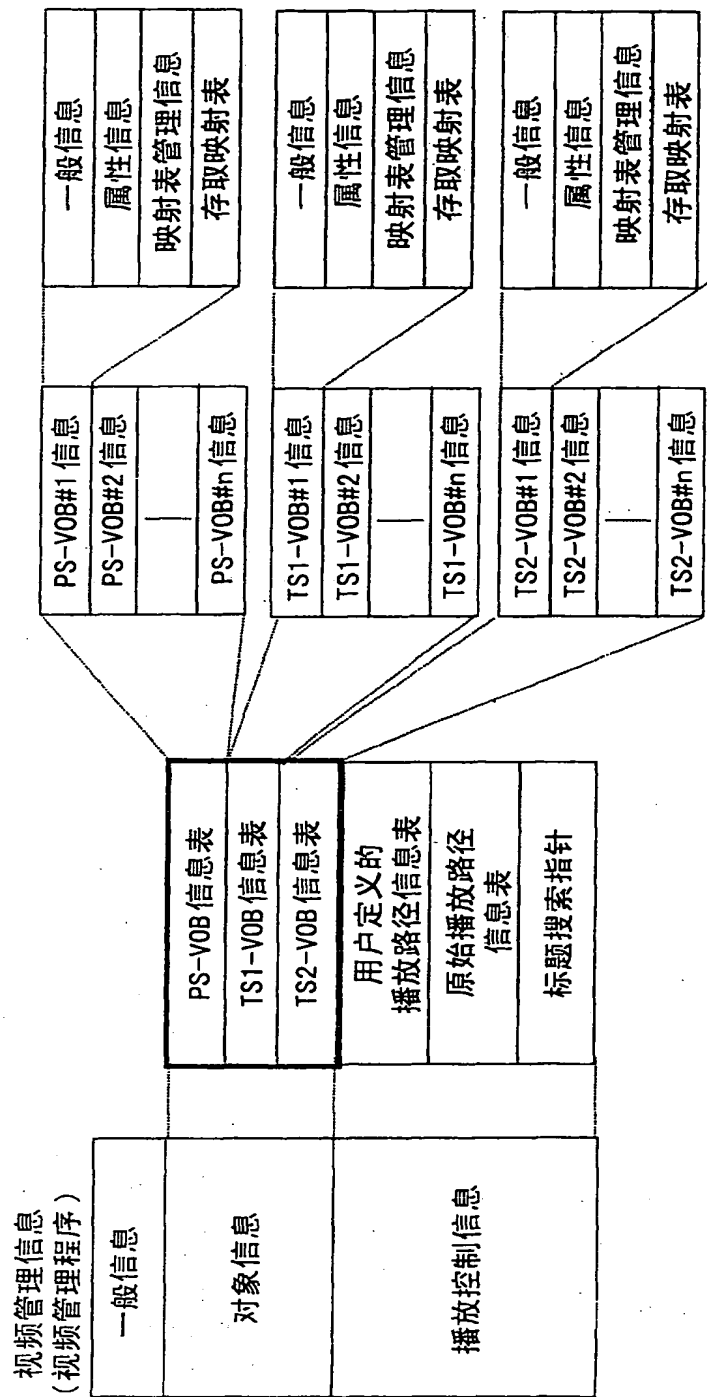 视频管理信息
(视频管理程序)
一般信息
对象信息
播放控制信息
PS-VOB信息表
TS1-VOB信息表
TS2-VOB信息表
用户定义的
播放路径信息表
原始播放路径
信息表
标题搜索指针
PS-VOB#1信息
PS-VOB#2信息
PS-VOB#n信息
TS1-VOB#1信息
TS1-VOB#2信息
TS1-VOB#n信息
TS2-VOB#1信息
TS2-VOB#2信息
TS2-VOB#n信息
一般信息
属性信息
映射表管理信息
存取映射表
一般信息
属性信息
映射表管理信息
存取映射表
一般信息
属性信息
映射表管理信息
存取映射表